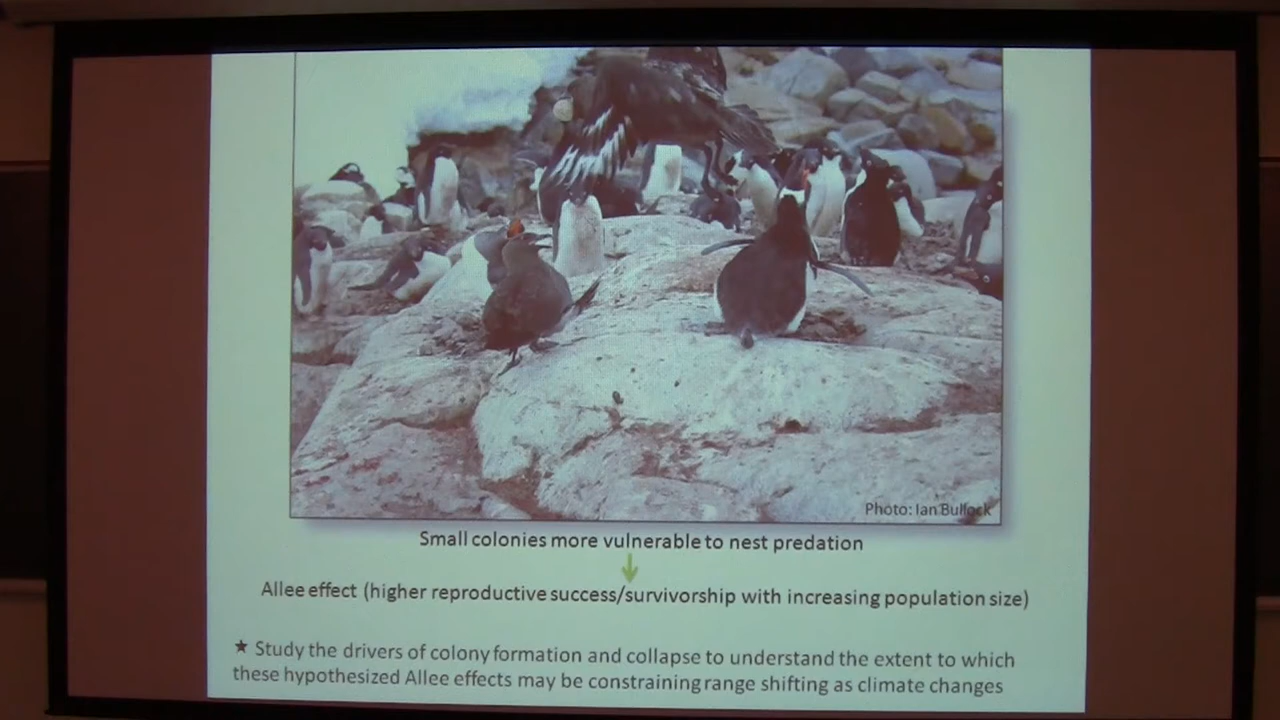 Photo: Ian Bullock
Small colonies more vulnerable to nest predation
Allee effect (higher reproductive success/survivorship with increasing population size)
★ Study the drivers of colony formation and collapse to understand the extent to which
these hypothesized Allee effects may be constraining range shifting as climate changes